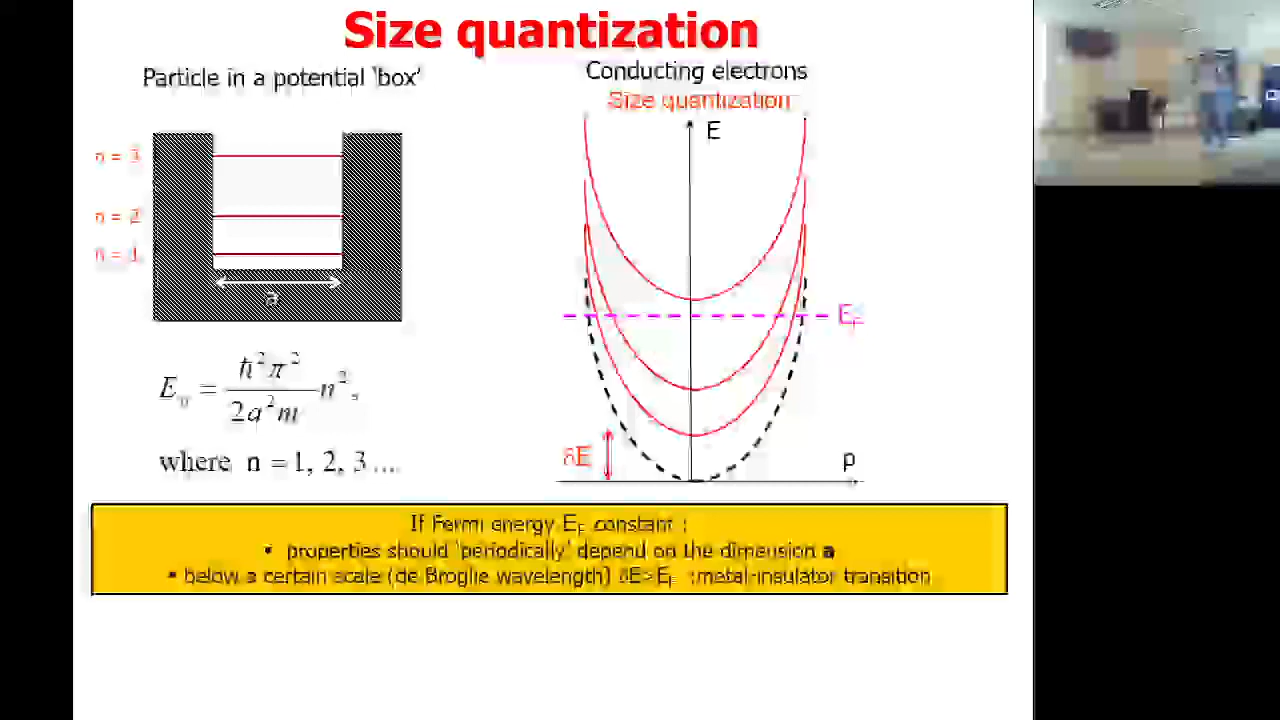 Size quantization
Particle in a potential 'box'
n = 3
n = 2
n = 1
a
E_n = ħ²π² / 2a²m n²,
where n = 1, 2, 3 ...
Conducting electrons
Size quantization
E
E_F
δE
p
If Fermi energy E_F constant :
• properties should 'periodically' depend on the dimension a
• below a certain scale (de Broglie wavelength) δE>E_F :metal-insulator transition